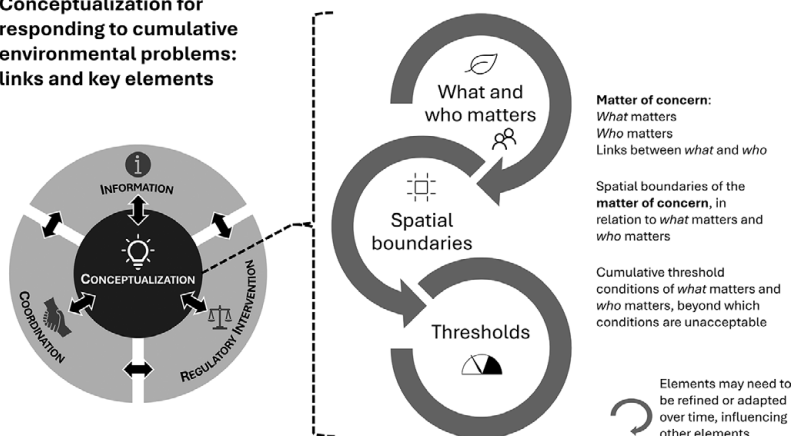 Conceptualization for
responding to cumulative
environmental problems:
links and key elements
INFORMATION
CONCEPTUALIZATION
COORDINATION
REGULATORY INTERVENTION
What and
who matters
Spatial
boundaries
Thresholds
Matter of concern:
What matters
Who matters
Links between what and who
Spatial boundaries of the
matter of concern, in
relation to what matters and
who matters
Cumulative threshold
conditions of what matters and
who matters, beyond which
conditions are unacceptable
Elements may need to
be refined or adapted
over time, influencing
other elements